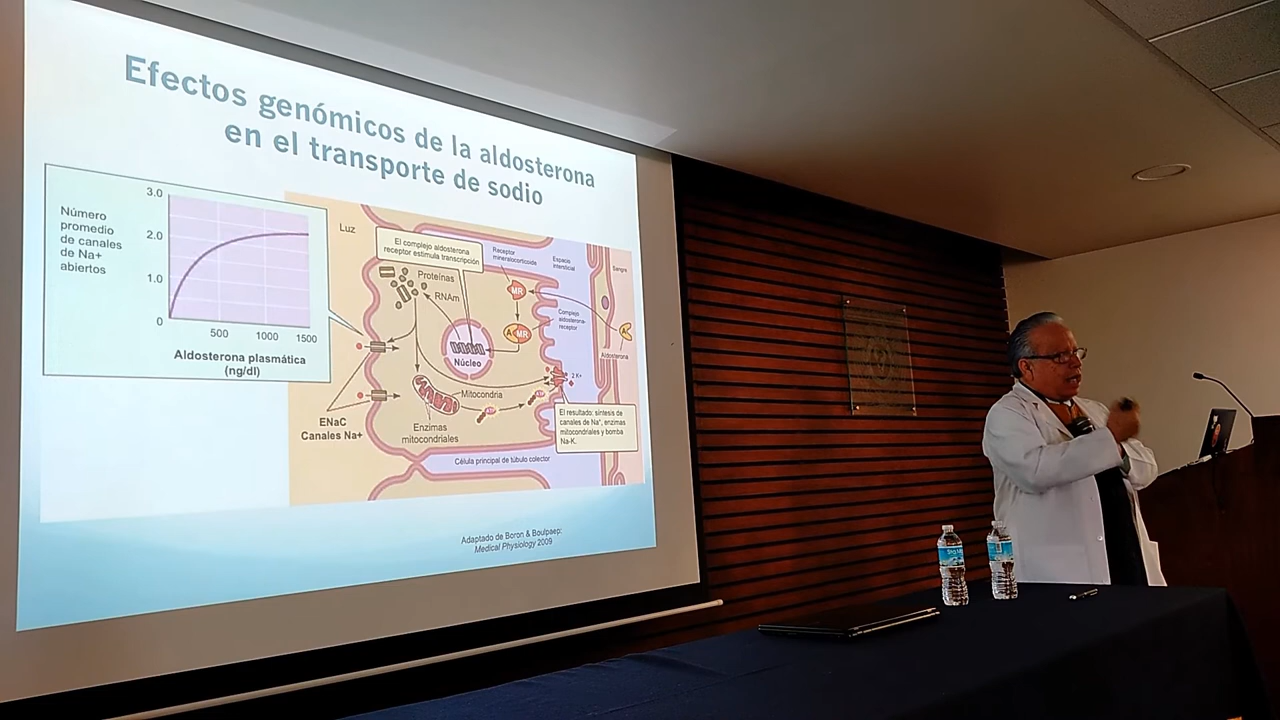 Efectos genómicos de la aldosterona
en el transporte de sodio
Número
promedio
de canales
de Na+
abiertos
3.0
2.0
1.0
0
500
1000
1500
Aldosterona plasmática
(ng/dl)
Luz
El complejo aldosterona
receptor estimula transcripción
Receptor
mineralocorticoide
Espacio
intersticial
Sangre
Proteínas
RNAm
MR
A
MR
Complejo
aldosterona-
receptor
A
Aldosterona
Núcleo
2 K+
Mitocondria
Enzimas
mitocondriales
ENaC
Canales Na+
El resultado: síntesis de
canales de Na+, enzimas
mitocondriales y bomba
Na-K.
Célula principal de túbulo colector
Adaptado de Boron & Boulpaep:
Medical Physiology 2009